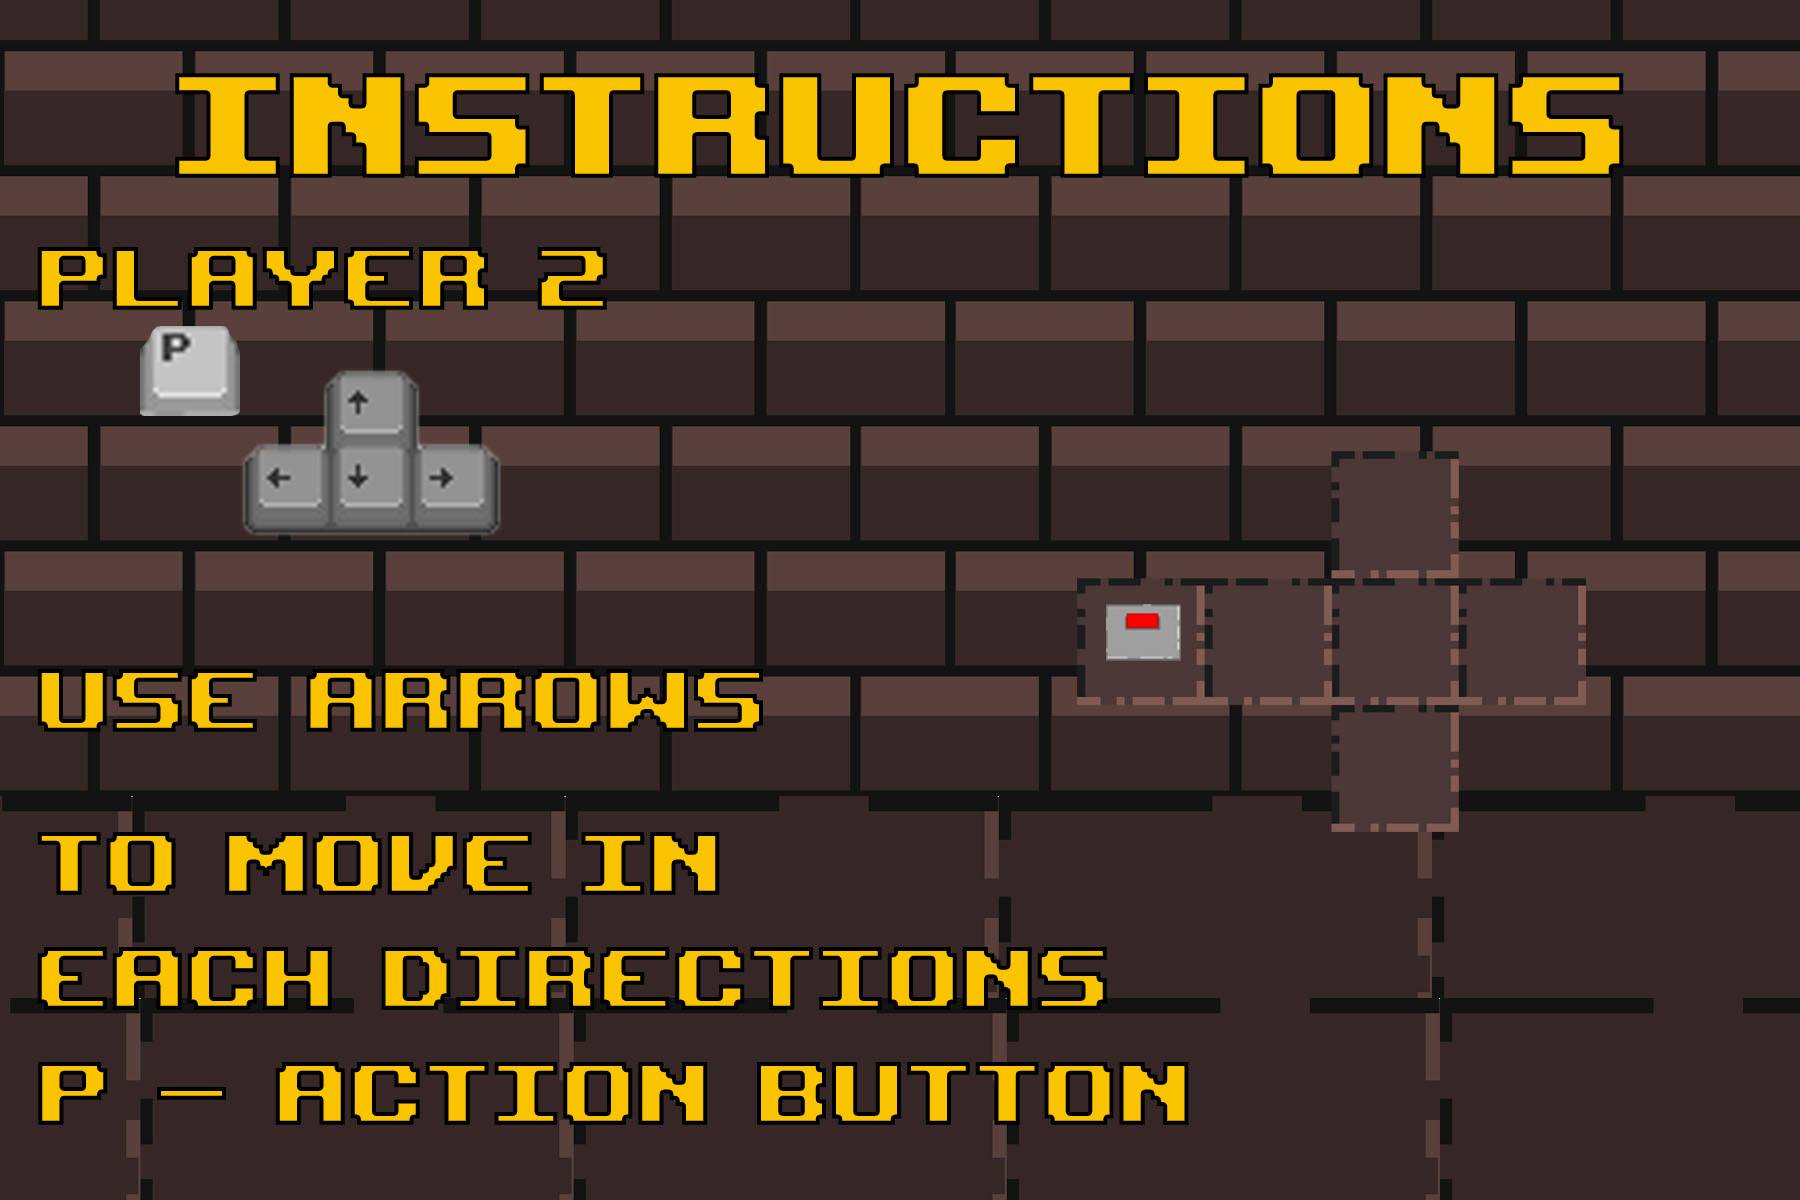 INSTRUCTIONS
PLAYER 2
P
↑
← ↓ →
USE ARROWS
TO MOVE IN
EACH DIRECTIONS
P — ACTION BUTTON